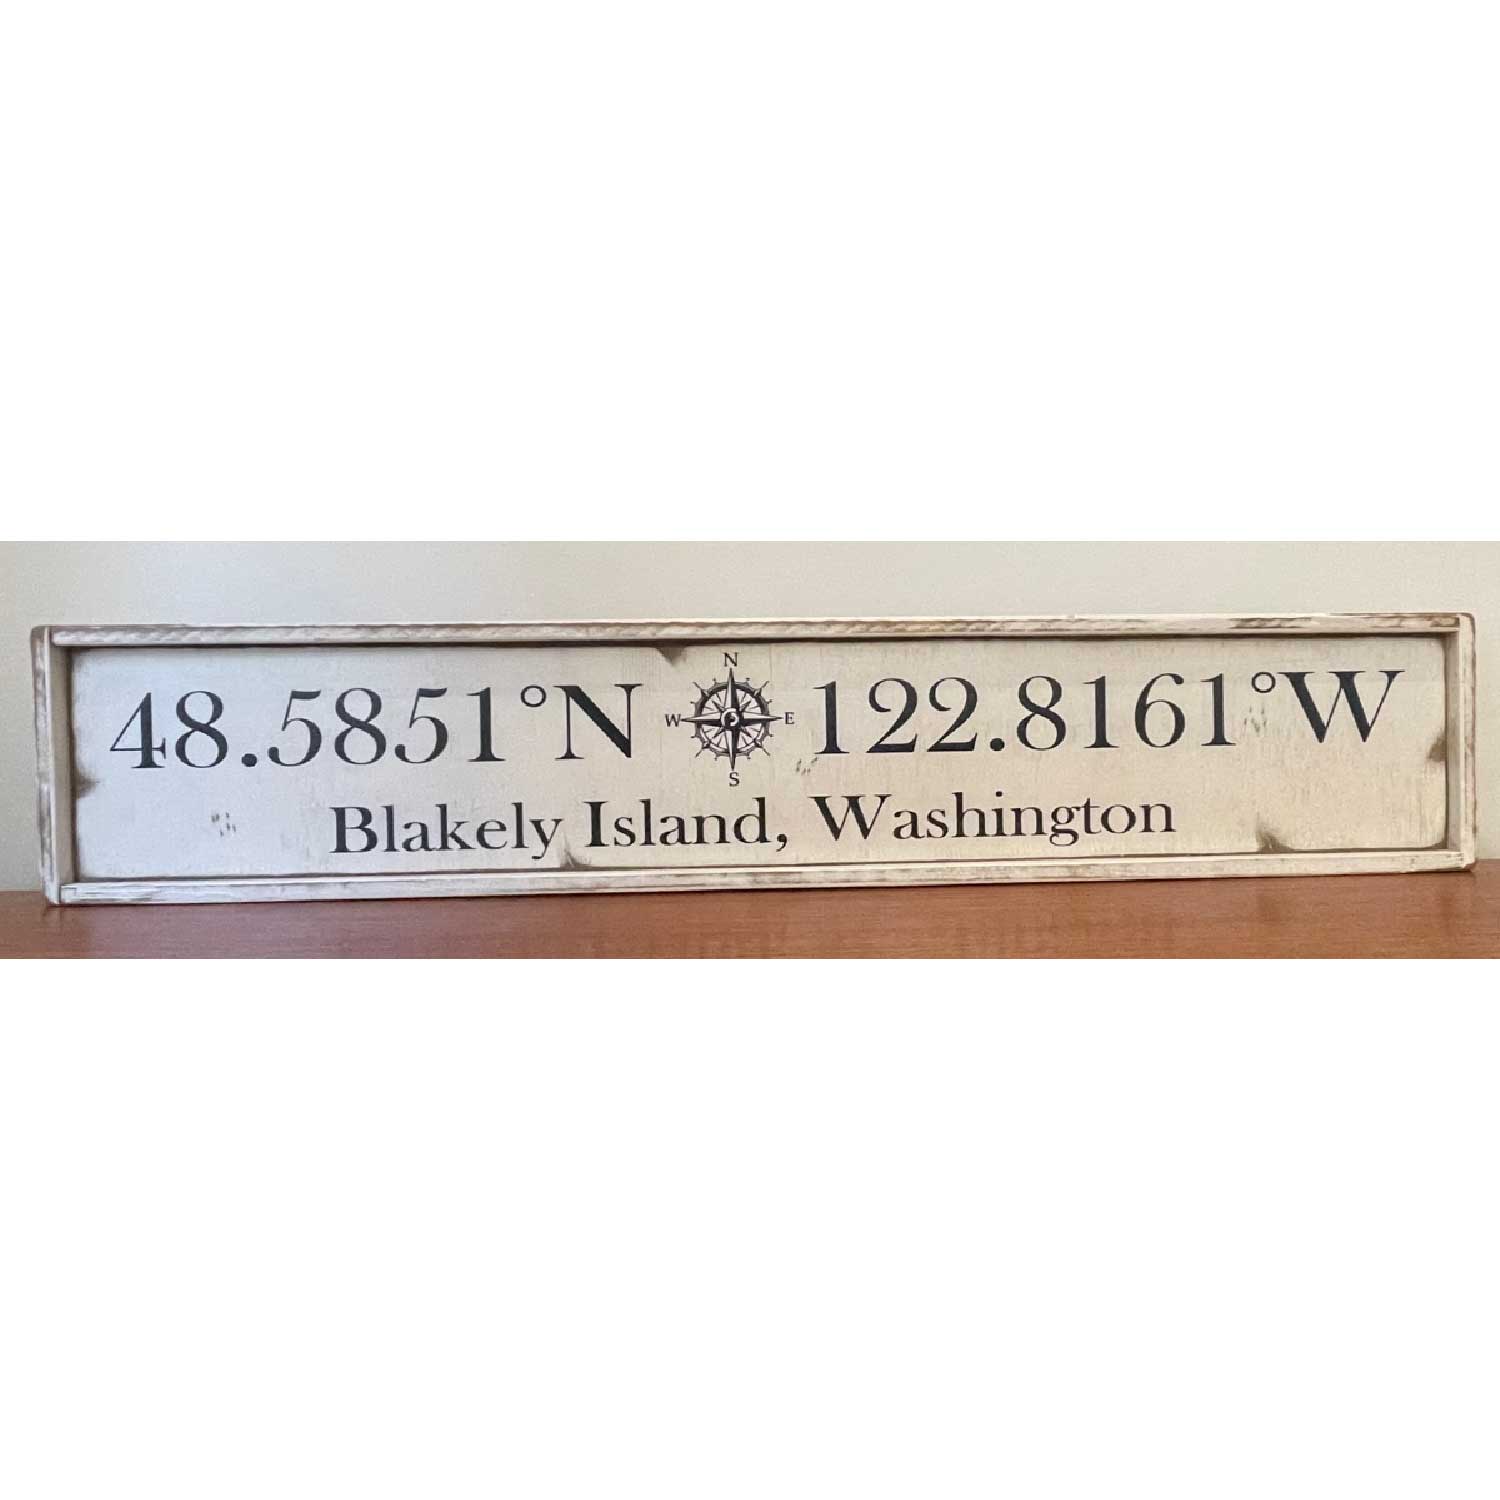 N
48.5851°N W E 122.8161°W
S
Blakely Island, Washington